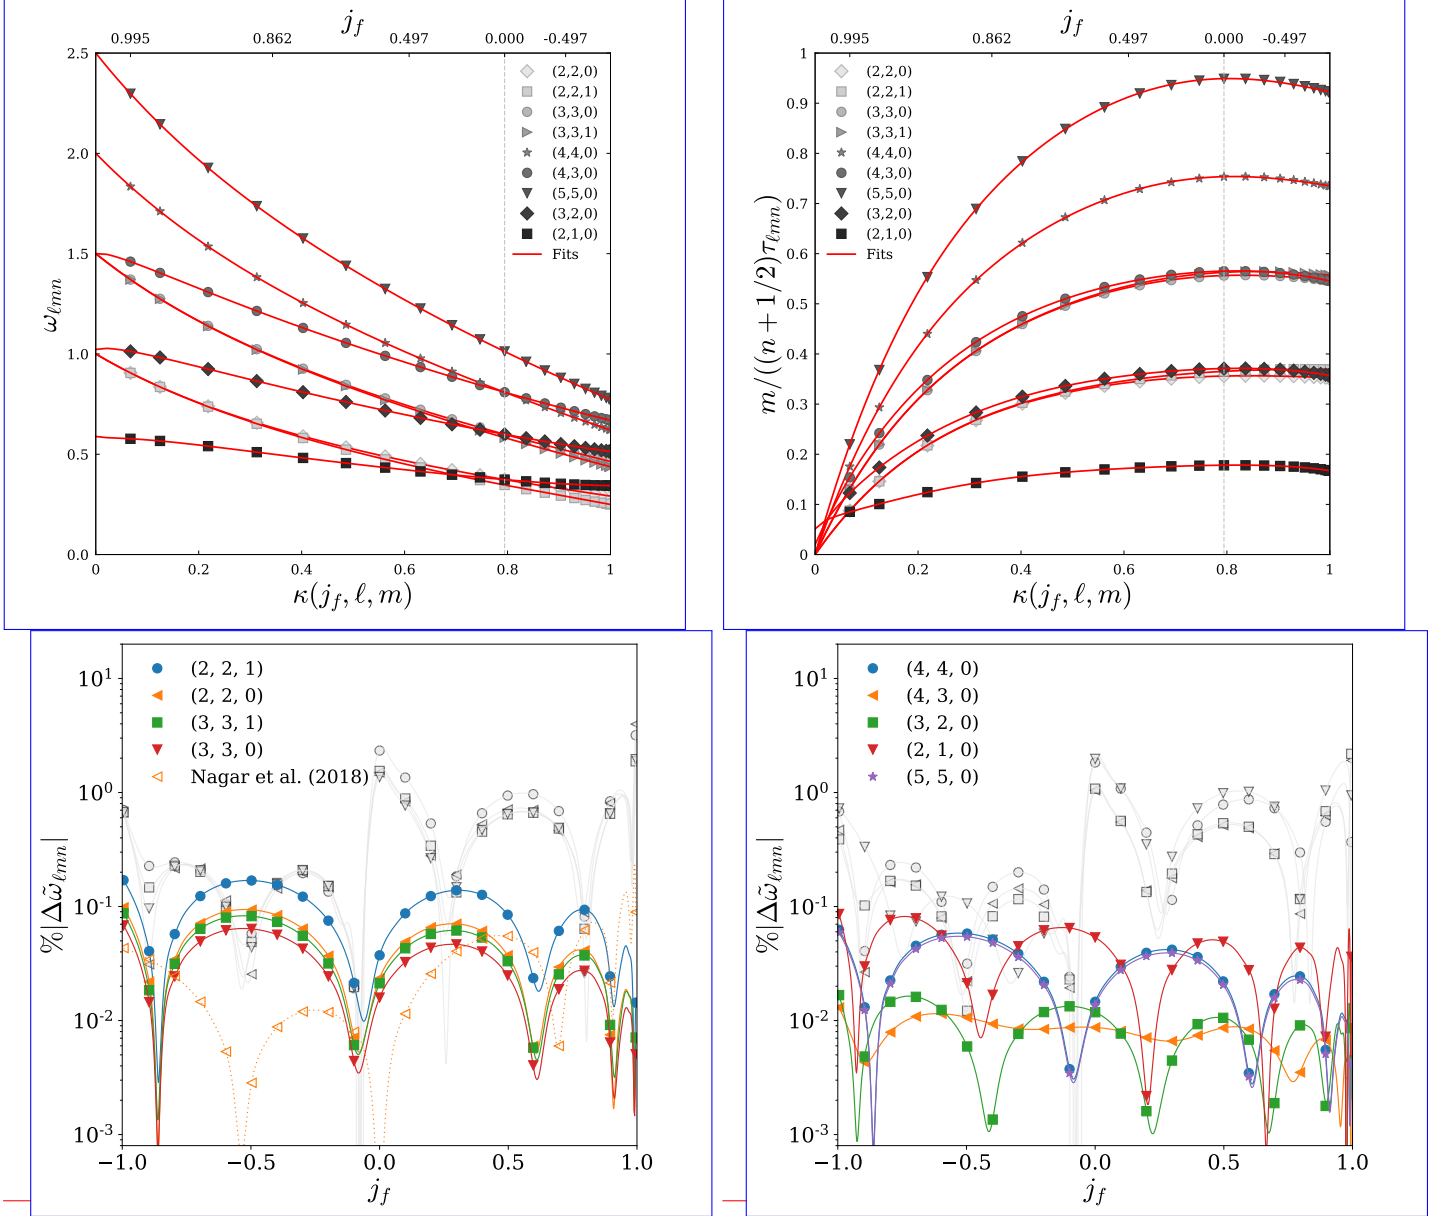 j_f
0.995 0.862 0.497 0.000 -0.497
2.5
2.0
1.5
1.0
0.5
0.0
ω_ℓmn
(2,2,0)
(2,2,1)
(3,3,0)
(3,3,1)
(4,4,0)
(4,3,0)
(5,5,0)
(3,2,0)
(2,1,0)
Fits
0 0.2 0.4 0.6 0.8 1
κ(j_f, ℓ, m)
j_f
0.995 0.862 0.497 0.000 -0.497
1
0.9
0.8
0.7
0.6
0.5
0.4
0.3
0.2
0.1
0
m/((n + 1/2)τ_ℓmn)
(2,2,0)
(2,2,1)
(3,3,0)
(3,3,1)
(4,4,0)
(4,3,0)
(5,5,0)
(3,2,0)
(2,1,0)
Fits
0 0.2 0.4 0.6 0.8 1
κ(j_f, ℓ, m)
10^1
10^0
10^−1
10^−2
10^−3
%|Δω̃_ℓmn|
(2, 2, 1)
(2, 2, 0)
(3, 3, 1)
(3, 3, 0)
Nagar et al. (2018)
−1.0 −0.5 0.0 0.5 1.0
j_f
10^1
10^0
10^−1
10^−2
10^−3
%|Δω̃_ℓmn|
(4, 4, 0)
(4, 3, 0)
(3, 2, 0)
(2, 1, 0)
(5, 5, 0)
−1.0 −0.5 0.0 0.5 1.0
j_f